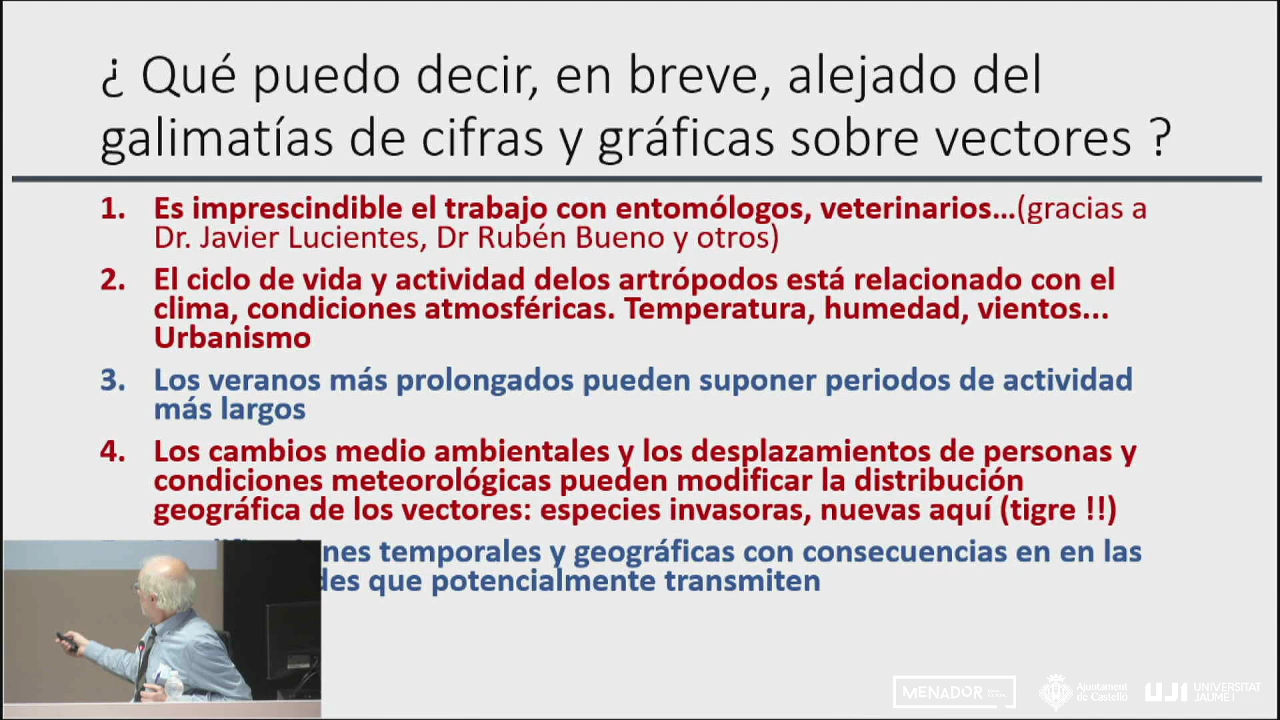 ¿ Qué puedo decir, en breve, alejado del
galimatías de cifras y gráficas sobre vectores ?
1. Es imprescindible el trabajo con entomólogos, veterinarios...(gracias a
Dr. Javier Lucientes, Dr Rubén Bueno y otros)
2. El ciclo de vida y actividad delos artrópodos está relacionado con el
clima, condiciones atmosféricas. Temperatura, humedad, vientos...
Urbanismo
3. Los veranos más prolongados pueden suponer periodos de actividad
más largos
4. Los cambios medio ambientales y los desplazamientos de personas y
condiciones meteorológicas pueden modificar la distribución
geográfica de los vectores: especies invasoras, nuevas aquí (tigre !!)
temporales y geográficas con consecuencias en en las
que potencialmente transmiten
MENADOR
Ajuntament
de Castelló
UJI UNIVERSITAT
JAUME I